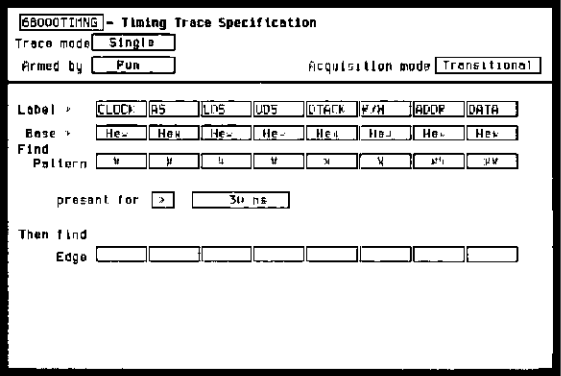 68000TIMNG - Timing Trace Specification
Trace mode Single
Armed by Run Acquisition mode Transitional
Label > CLOCK AS LDS UDS DTACK R/W ADDR DATA
Base > Hex Hex Hex Hex Hex Hex Hex Hex
Find
Pattern X X X X X X XX XX
present for > 30 ns
Then find
Edge